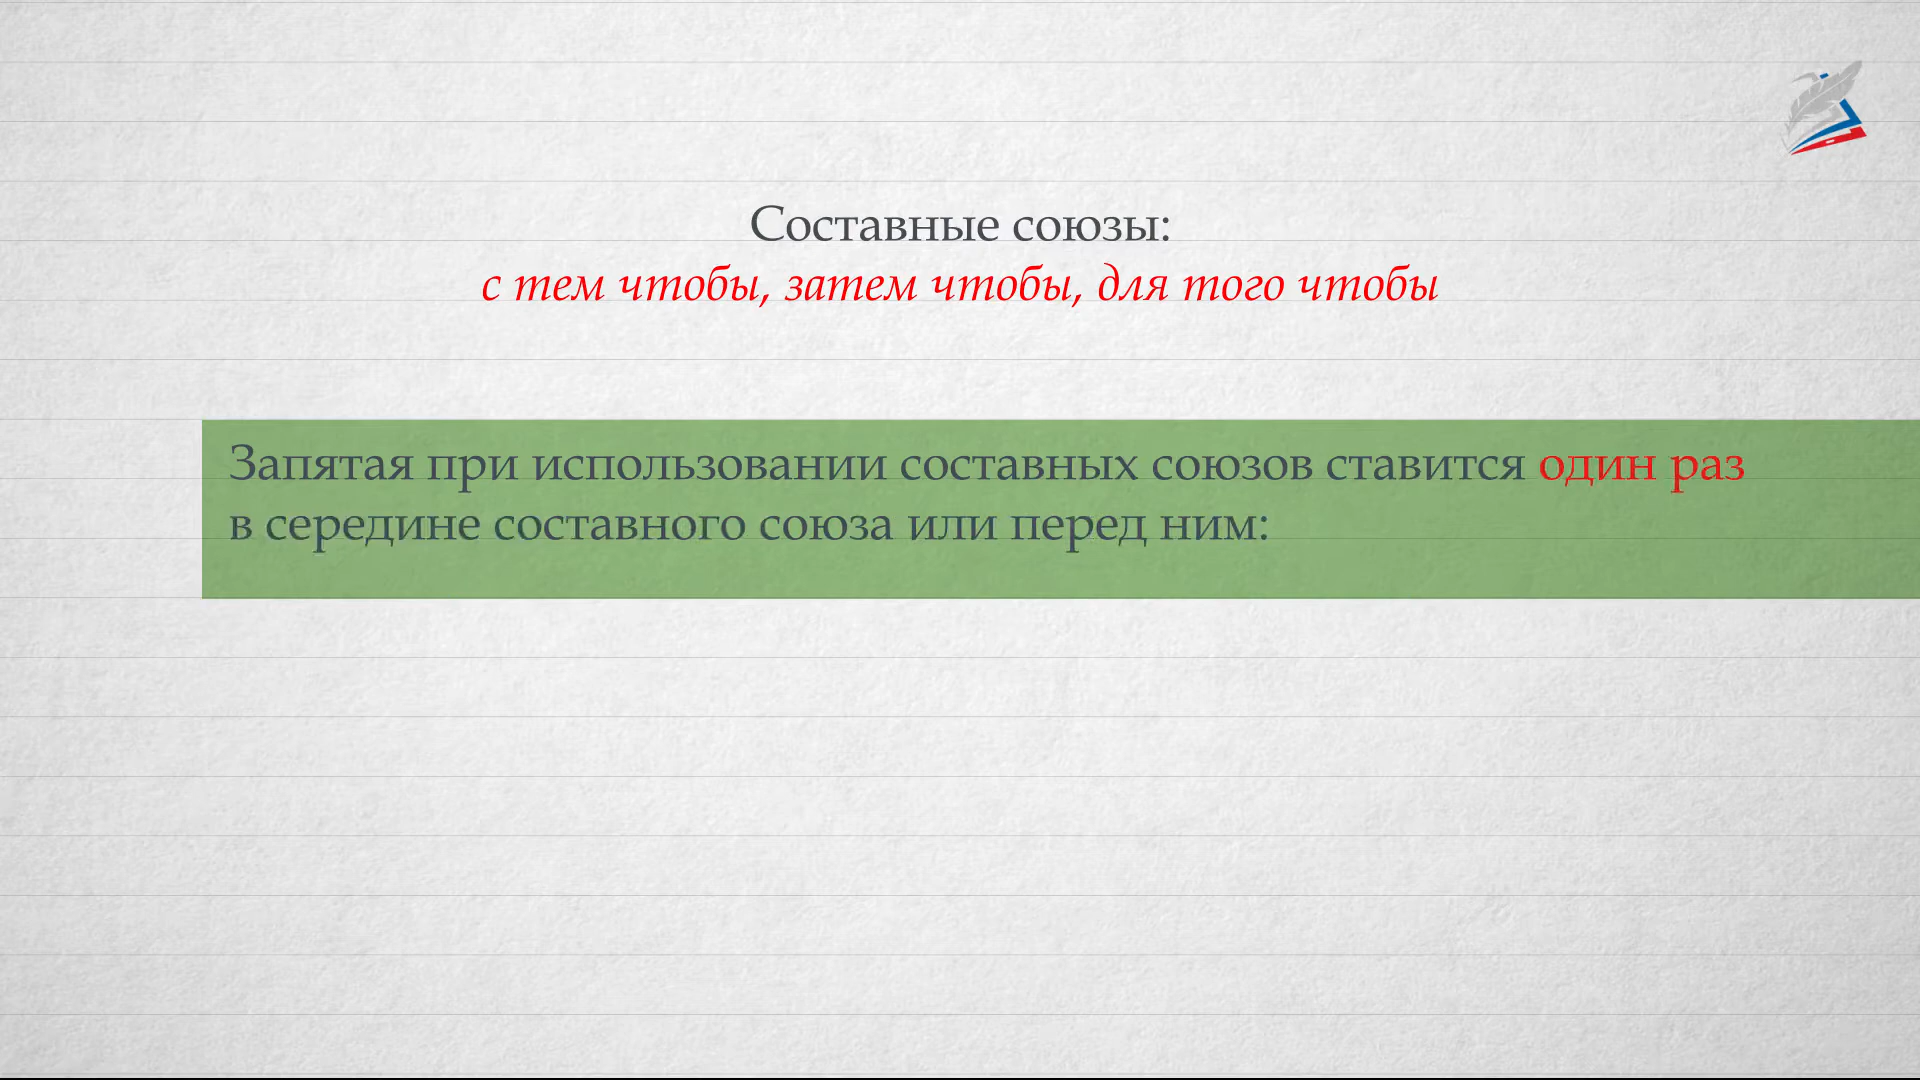 Составные союзы:
с тем чтобы, затем чтобы, для того чтобы
Запятая при использовании составных союзов ставится один раз
в середине составного союза или перед ним: